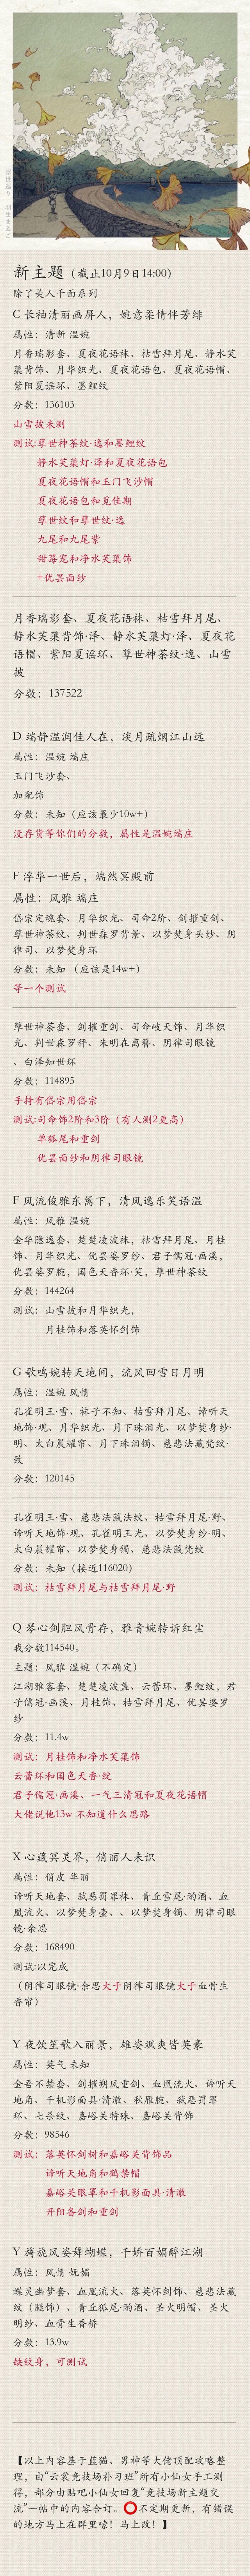 新主题（截止10月9日14:00）
除了美人千面系列
C 长袖清丽画屏人，婉意柔情伴芳绯
属性：清新 温婉
月香瑞影套、夏夜花语袜、枯雪拜月尾、静水芙
蕖背饰、月华织光、夏夜花语包、夏夜花语帽、
紫阳夏谣环、墨鲤纹
分数：136103
山雪披未测
测试:孽世神茶纹·逸和墨鲤纹
静水芙蕖灯·泽和夏夜花语包
夏夜花语帽和玉门飞沙帽
夏夜花语包和觅佳期
孽世纹和孽世纹·逸
九尾和九尾紫
甜莓宠和净水芙蕖饰
+优昙面纱
月香瑞影套、夏夜花语袜、枯雪拜月尾、
静水芙蕖背饰·泽、静水芙蕖灯·泽、夏夜花
语帽、紫阳夏谣环、孽世神茶纹·逸、山雪
披
分数：137522
D 端静温润佳人在，淡月疏烟江山远
属性：温婉 端庄
玉门飞沙套、
加配饰
分数：未知（应该最少10w+）
没存货等你们的分数，属性是温婉端庄
F 浮华一世后，端然冥殿前
属性：风雅 端庄
岱宗定魂套、月华织光、司命2阶、剑摧重剑、
孽世神茶纹、判世森罗背景、以梦焚身头纱、阴
律司、以梦焚身环
分数：未知 （应该是14w+）
等一个测试
孽世神茶套、剑摧重剑、司命岐天饰、月华织
光、判世森罗秤、朱明在离簪、阴律司眼镜
、白泽知世环
分数：114895
手持有岱宗用岱宗
测试:司命饰2阶和3阶（有人测2更高）
单狐尾和重剑
优昙面纱和阴律司眼镜
F 风流俊雅东篱下，清风逸乐笑语温
属性：风雅 温婉
金华隐逸套、楚楚凌波袜，枯雪拜月尾、月桂
饰、月华织光、优昙婆罗纱、君子儒冠·画溪，
优昙婆罗腕，国色天香环·笑，孽世神茶纹
分数：144264
测试：山雪披和月华织光，
月桂饰和落英怀剑饰
G 歌鸣婉转天地间，流风回雪日月明
属性：温婉 风情
孔雀明王·雪、袜子不知、枯雪拜月尾、谛听天
地饰·观、月华织光、月下珠泪光、以梦焚身纱·
明、太白晨耀帘、月下珠泪镯、慈悲法藏梵纹·
致
分数：120145
孔雀明王·雪、慈悲法藏法纹、枯雪拜月尾·野、
谛听天地饰·观、孔雀明王光、以梦焚身纱·明、
太白晨耀帘、以梦焚身镯、慈悲法藏梵纹
分数：未知（接近116020）
测试：枯雪拜月尾与枯雪拜月尾·野
Q 琴心剑胆风骨存，雅音婉转诉红尘
我分数114540。
主题：风雅 温婉（不确定）
江湖雅客套、楚楚凌波盏、云蕾环、墨鲤纹，君
子儒冠·画溪、月桂饰、枯雪拜月尾、优昙婆罗
纱
分数：11.4w
测试：月桂饰和净水芙蕖饰
云蕾环和国色天香·绽
君子儒冠·画溪、一气三清冠和夏夜花语帽
大佬说他13w 不知道什么思路
X 心藏冥灵界，俏丽人未识
属性：俏皮 华丽
谛听天地套、弑恶罚罪袜、青丘雪尾·酌酒、血
凰流火、以梦焚身壶、、以梦焚身镯、阴律司眼
镜·余思
分数：168490
测试:以完成
（阴律司眼镜·余思大于阴律司眼镜大于血骨生
香帘）
Y 夜饮笙歌入丽景，雄姿飒爽皆英豪
属性：英气 未知
金吾不禁套、剑摧朔风重剑、血凰流火、谛听天
地角、千机影面具·清澈、秋雁腕、弑恶罚罪
环、七杀纹、嘉峪关特殊、嘉峪关背饰
分数：98546
测试：落英怀剑树和嘉峪关背饰品
谛听天地角和鹤禁帽
嘉峪关眼罩和千机影面具·清澈
开阳备剑和重剑
Y 旖旎风姿舞蝴蝶，千娇百媚醉江湖
属性：风情 妩媚
蝶灵幽梦套、血凰流火、落英怀剑饰、慈悲法藏
纹（腿饰）、青丘狐尾·酌酒、圣火明帽、圣火
明纱、血骨生香桥
分数：13.9w
缺纹身，可测试
【以上内容基于蓝猫、男神等大佬顶配攻略整
理，由“云裳竞技场补习班”所有小仙女手工测
得，部分由贴吧小仙女回复“竞技场新主题交
流”一帖中的内容合订。⭕不定期更新，有错误
的地方马上在群里嗦！马上改！】